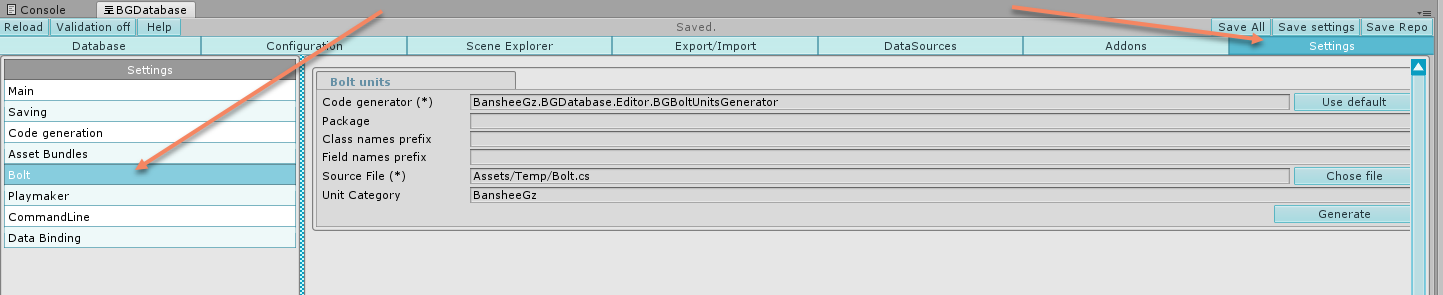 Console BGDatabase
Reload Validation off Help Saved. Save All Save settings Save Repo
Database Configuration Scene Explorer Export/Import DataSources Addons Settings
Settings
Main
Saving
Code generation
Asset Bundles
Bolt
Playmaker
CommandLine
Data Binding
Bolt units
Code generator (*) BansheeGz.BGDatabase.Editor.BGBoltUnitsGenerator Use default
Package
Class names prefix
Field names prefix
Source File (*) Assets/Temp/Bolt.cs Chose file
Unit Category BansheeGz
Generate